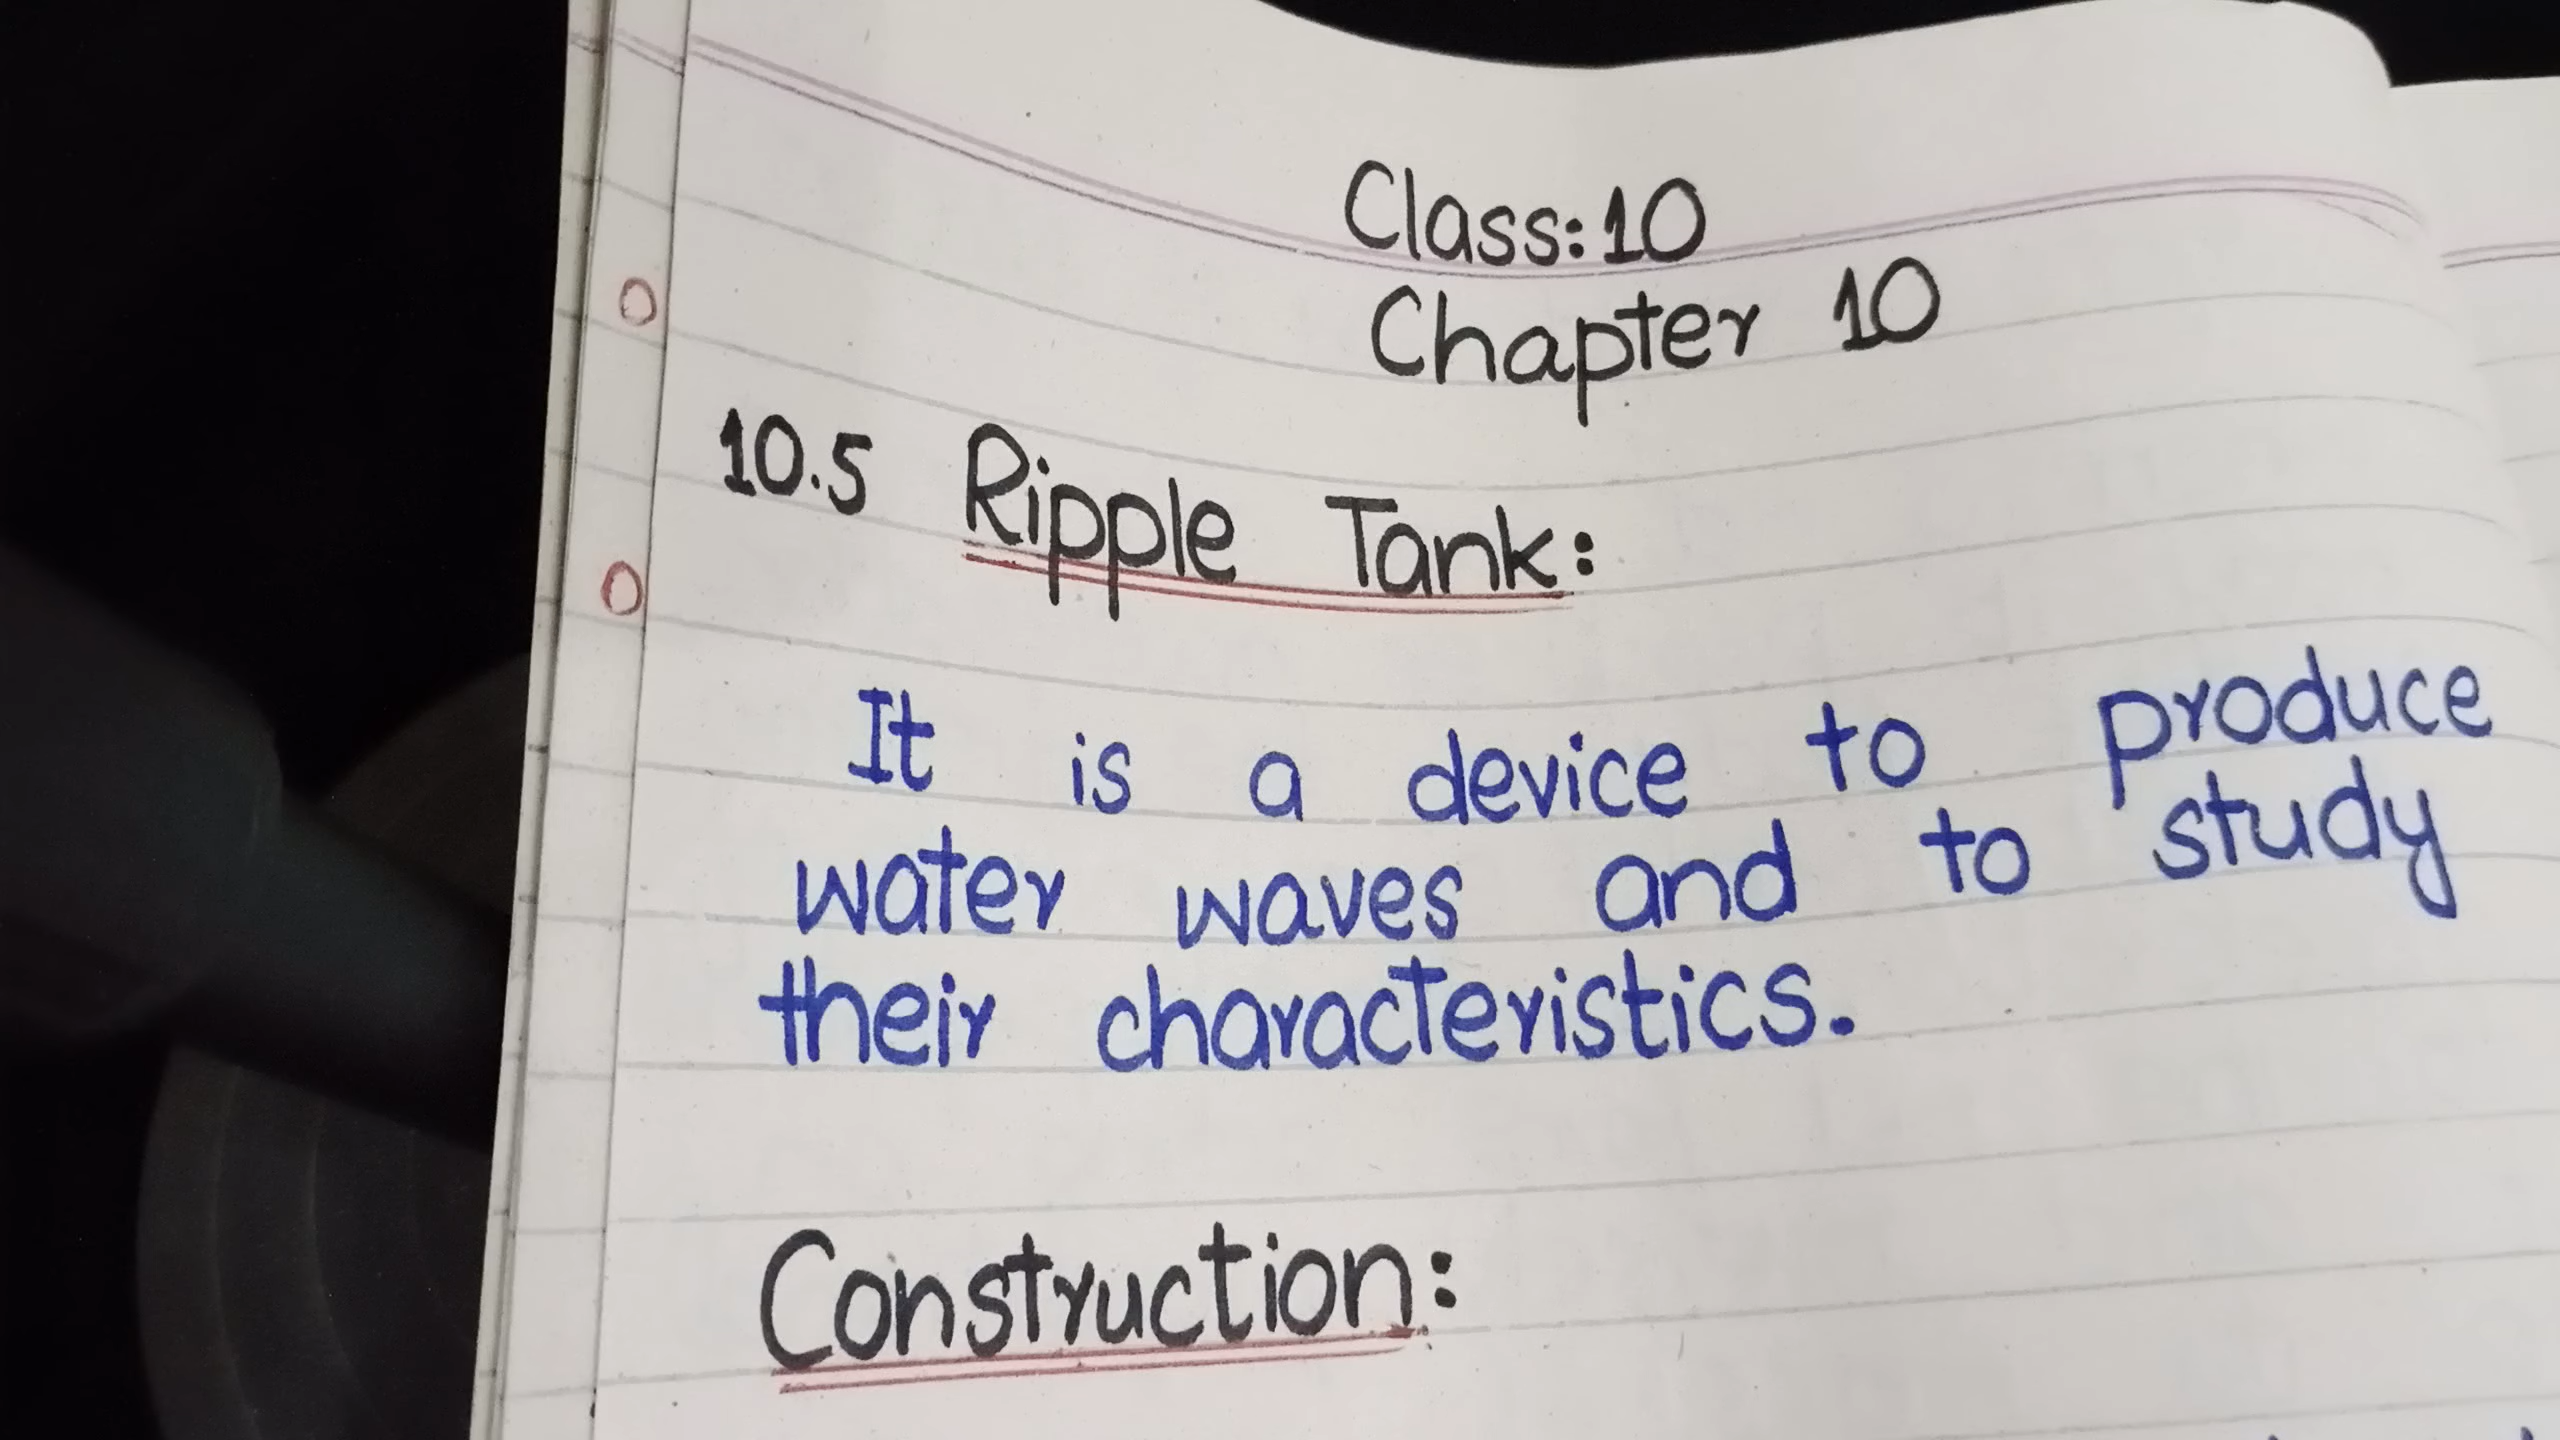 Class: 10
Chapter 10
10.5 Ripple Tank:
It is a device to produce
water waves and to study
their characteristics.
Construction: